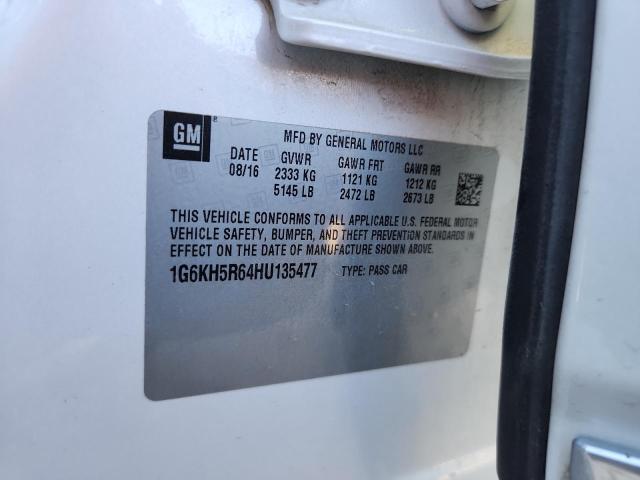 GM
MFD BY GENERAL MOTORS LLC
DATE GVWR GAWR FRT GAWR RR
08/16 2333 KG 1121 KG 1212 KG
5145 LB 2472 LB 2673 LB
THIS VEHICLE CONFORMS TO ALL APPLICABLE U.S. FEDERAL MOTOR
VEHICLE SAFETY, BUMPER, AND THEFT PREVENTION STANDARDS IN
EFFECT ON THE DATE OF MANUFACTURE SHOWN ABOVE.
1G6KH5R64HU135477 TYPE: PASS CAR